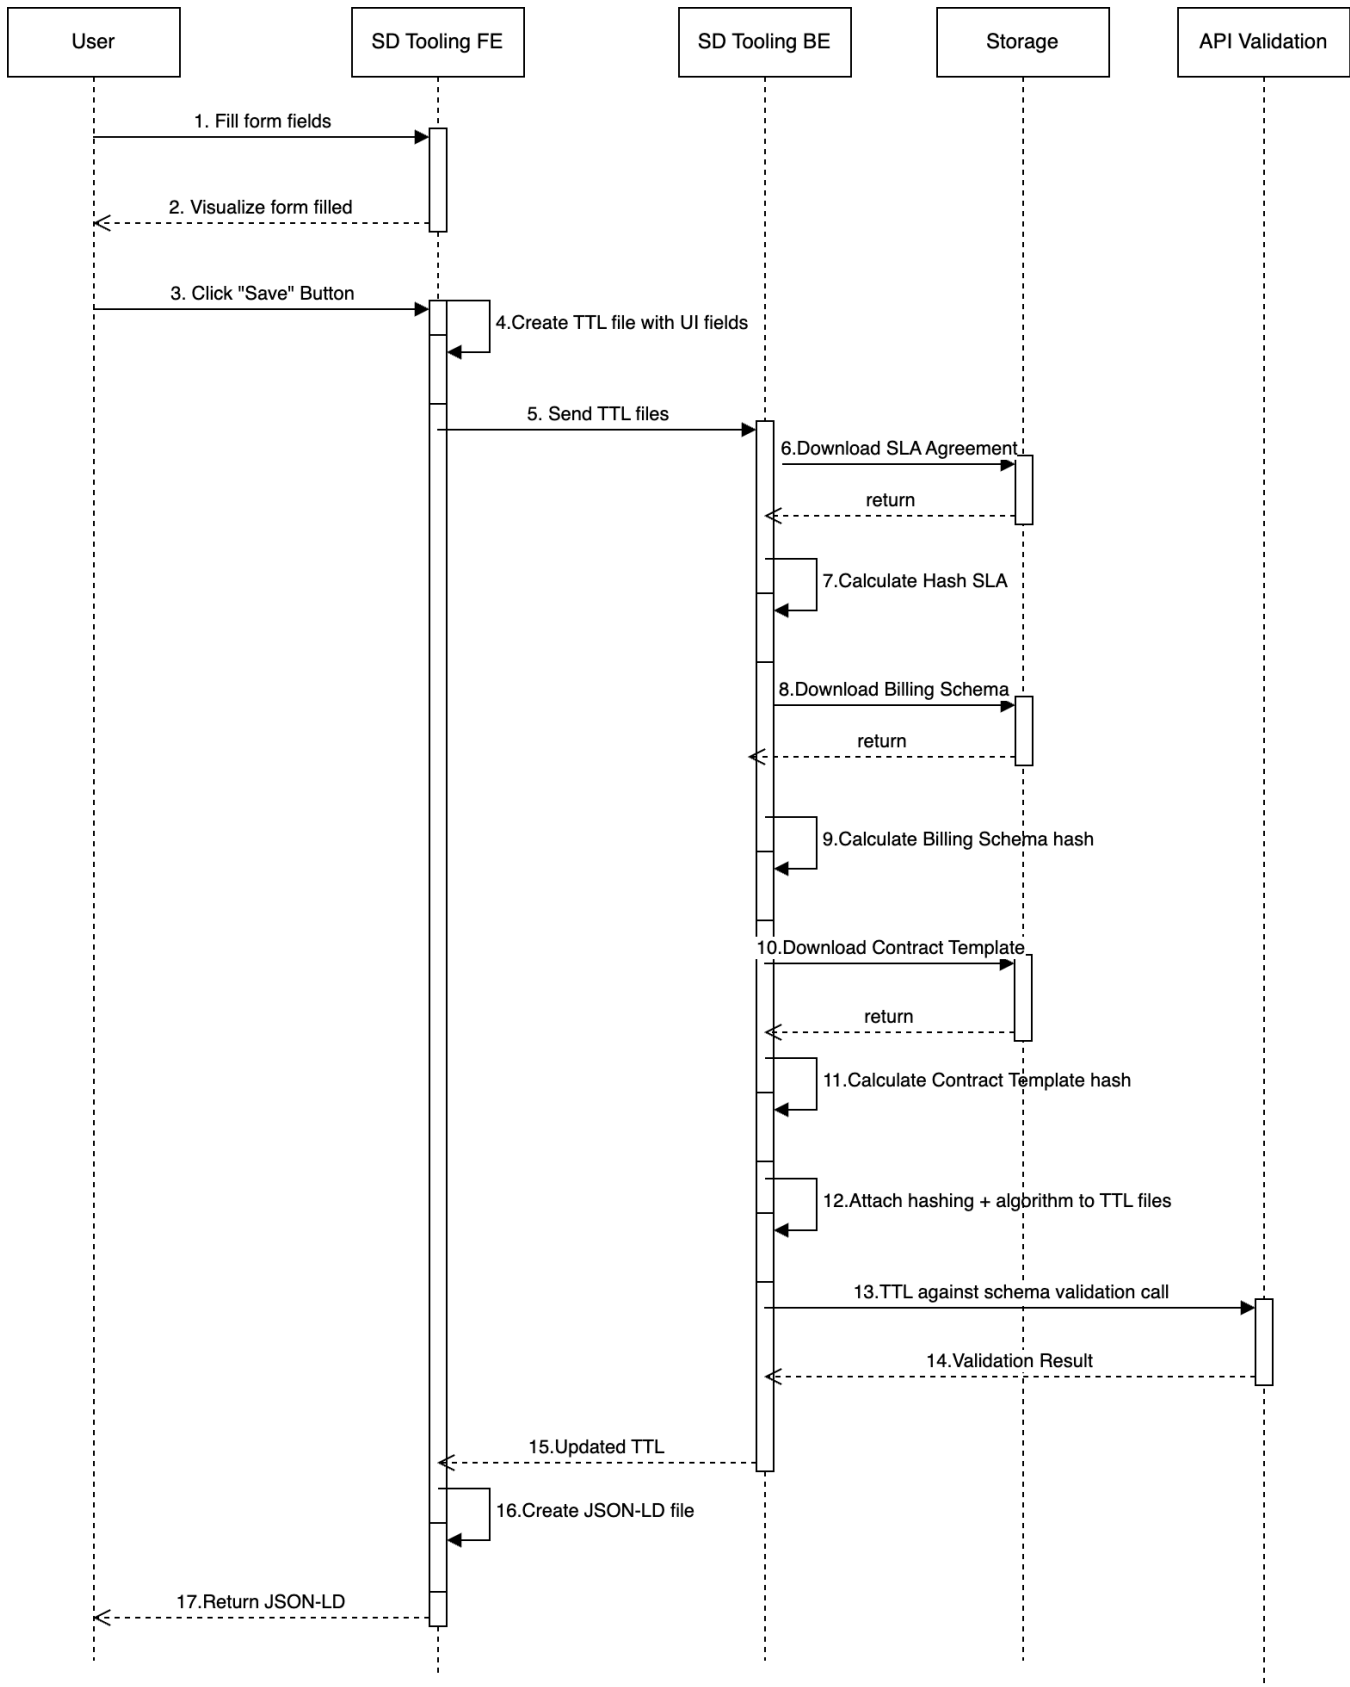 User
SD Tooling FE
SD Tooling BE
Storage
API Validation
1. Fill form fields
2. Visualize form filled
3. Click "Save" Button
4.Create TTL file with UI fields
5. Send TTL files
6.Download SLA Agreement
return
7.Calculate Hash SLA
8.Download Billing Schema
return
9.Calculate Billing Schema hash
10.Download Contract Template
return
11.Calculate Contract Template hash
12.Attach hashing + algorithm to TTL files
13.TTL against schema validation call
14.Validation Result
15.Updated TTL
16.Create JSON-LD file
17.Return JSON-LD